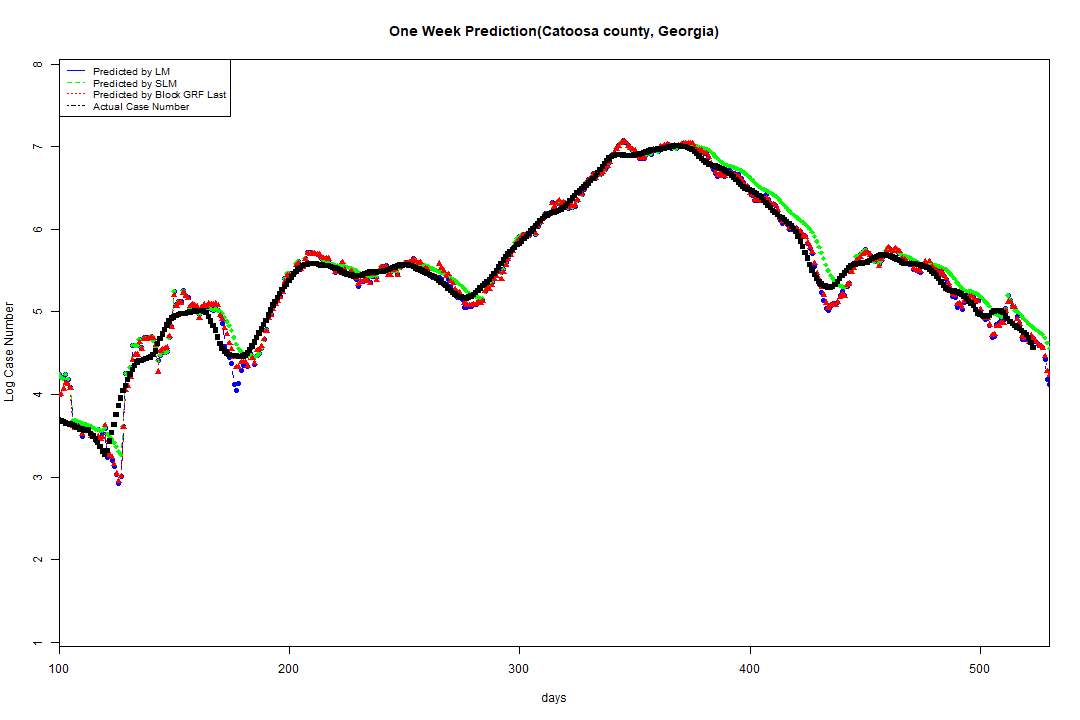 One Week Prediction(Catoosa county, Georgia)
Predicted by LM
Predicted by SLM
Predicted by Block GRF Last
Actual Case Number
8
7
6
5
4
3
2
1
Log Case Number
100 200 300 400 500
days